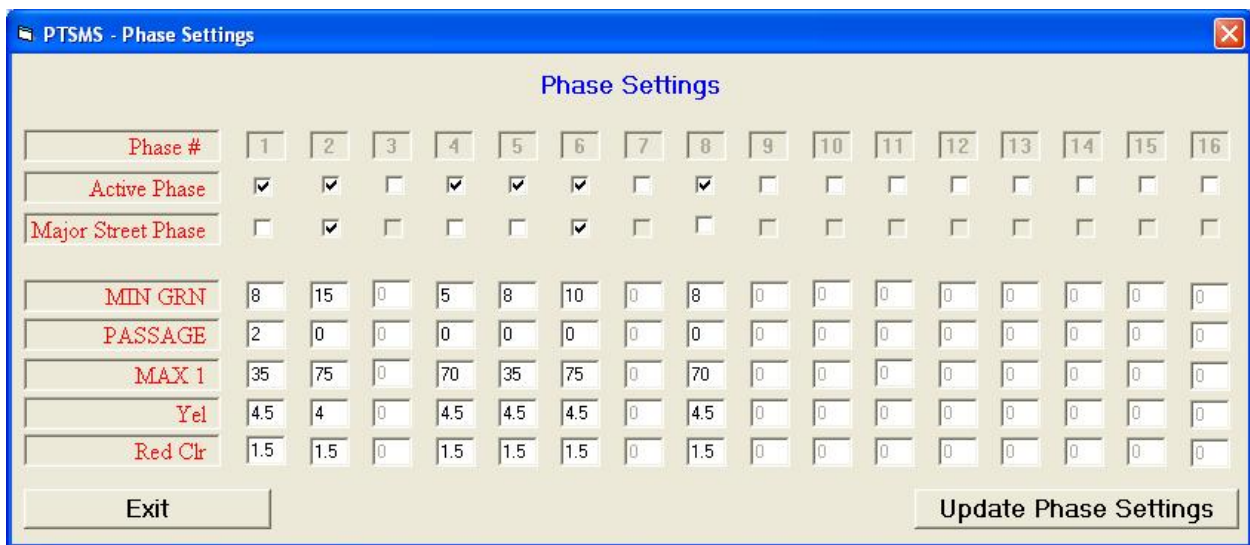 PTSMS - Phase Settings
Phase Settings
Phase # 1 2 3 4 5 6 7 8 9 10 11 12 13 14 15 16
Active Phase
Major Street Phase
MIN GRN 8 15 0 5 8 10 0 8 0 0 0 0 0 0 0 0
PASSAGE 2 0 0 0 0 0 0 0 0 0 0 0 0 0 0 0
MAX 1 35 75 0 70 35 75 0 70 0 0 0 0 0 0 0 0
Yel 4.5 4 0 4.5 4.5 4.5 0 4.5 0 0 0 0 0 0 0 0
Red Clr 1.5 1.5 0 1.5 1.5 1.5 0 1.5 0 0 0 0 0 0 0 0
Exit Update Phase Settings